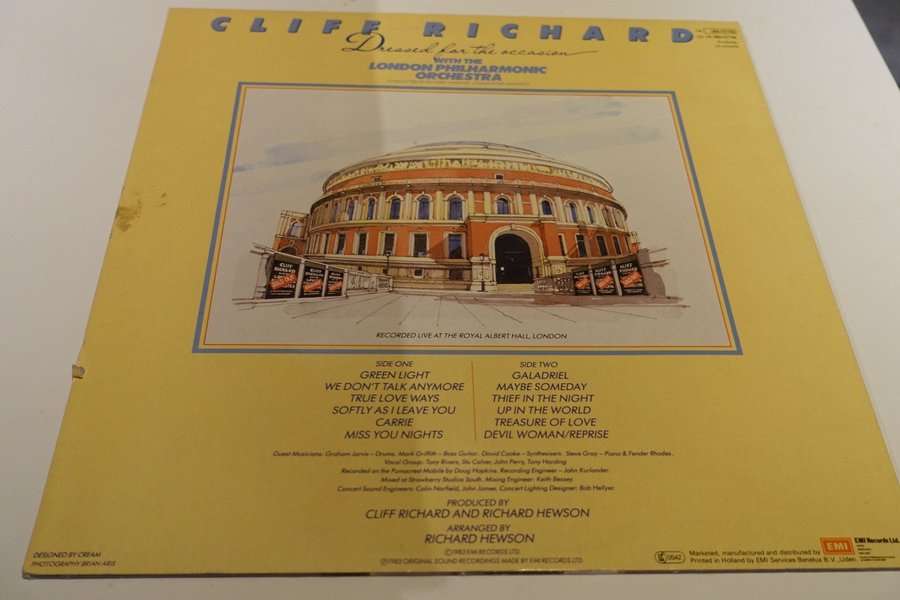 CLIFF RICHARD
Dressed for the occasion
WITH THE
LONDON PHILHARMONIC
ORCHESTRA
CLIFF RICHARD
SOLD OUT
RECORDED LIVE AT THE ROYAL ALBERT HALL, LONDON
SIDE ONE
GREEN LIGHT
WE DON'T TALK ANYMORE
TRUE LOVE WAYS
SOFTLY AS I LEAVE YOU
CARRIE
MISS YOU NIGHTS
SIDE TWO
GALADRIEL
MAYBE SOMEDAY
THIEF IN THE NIGHT
UP IN THE WORLD
TREASURE OF LOVE
DEVIL WOMAN/REPRISE
Guest Musicians: Graham Jarvis – Drums. Mark Griffith – Bass Guitar. David Cooke – Synthesisers. Steve Gray – Piano & Fender Rhodes.
Vocal Group: Tony Rivers, Stu Calver, John Perry, Tony Harding
Recorded on the Pumacrest Mobile by Doug Hopkins. Recording Engineer – John Kurlander.
Mixed at Strawberry Studios South. Mixing Engineer: Keith Bessey.
Concert Sound Engineers: Colin Norfield, John James. Concert Lighting Designer: Bob Hellyer.
PRODUCED BY
CLIFF RICHARD AND RICHARD HEWSON
ARRANGED BY
RICHARD HEWSON
©1983 EMI RECORDS LTD.
℗1983 ORIGINAL SOUND RECORDINGS MADE BY EMI RECORDS LTD.
DESIGNED BY CREAM
PHOTOGRAPHY BRIAN ARIS
0542
Marketed, manufactured and distributed by
Printed in Holland by EMI Services Benelux B.V., Uden.
EMI
EMI Records Ltd.